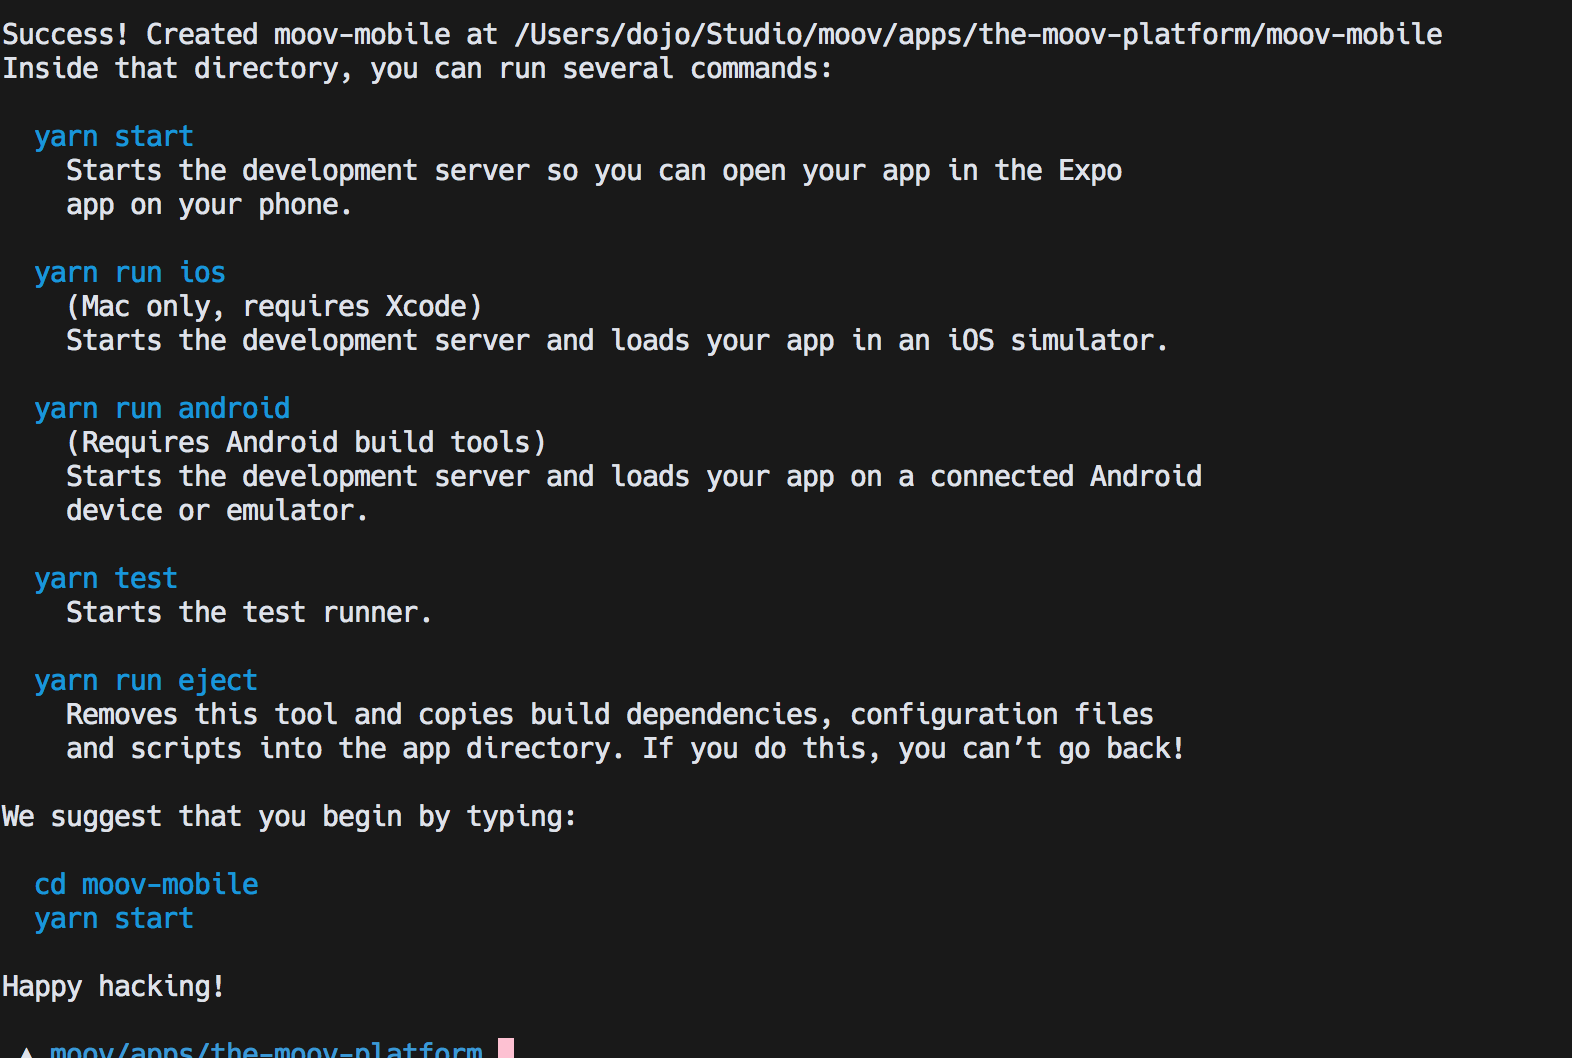 Success! Created moov-mobile at /Users/dojo/Studio/moov/apps/the-moov-platform/moov-mobile
Inside that directory, you can run several commands:
yarn start
Starts the development server so you can open your app in the Expo
app on your phone.
yarn run ios
(Mac only, requires Xcode)
Starts the development server and loads your app in an iOS simulator.
yarn run android
(Requires Android build tools)
Starts the development server and loads your app on a connected Android
device or emulator.
yarn test
Starts the test runner.
yarn run eject
Removes this tool and copies build dependencies, configuration files
and scripts into the app directory. If you do this, you can’t go back!
We suggest that you begin by typing:
cd moov-mobile
yarn start
Happy hacking!
▲ moov/apps/the-moov-platform